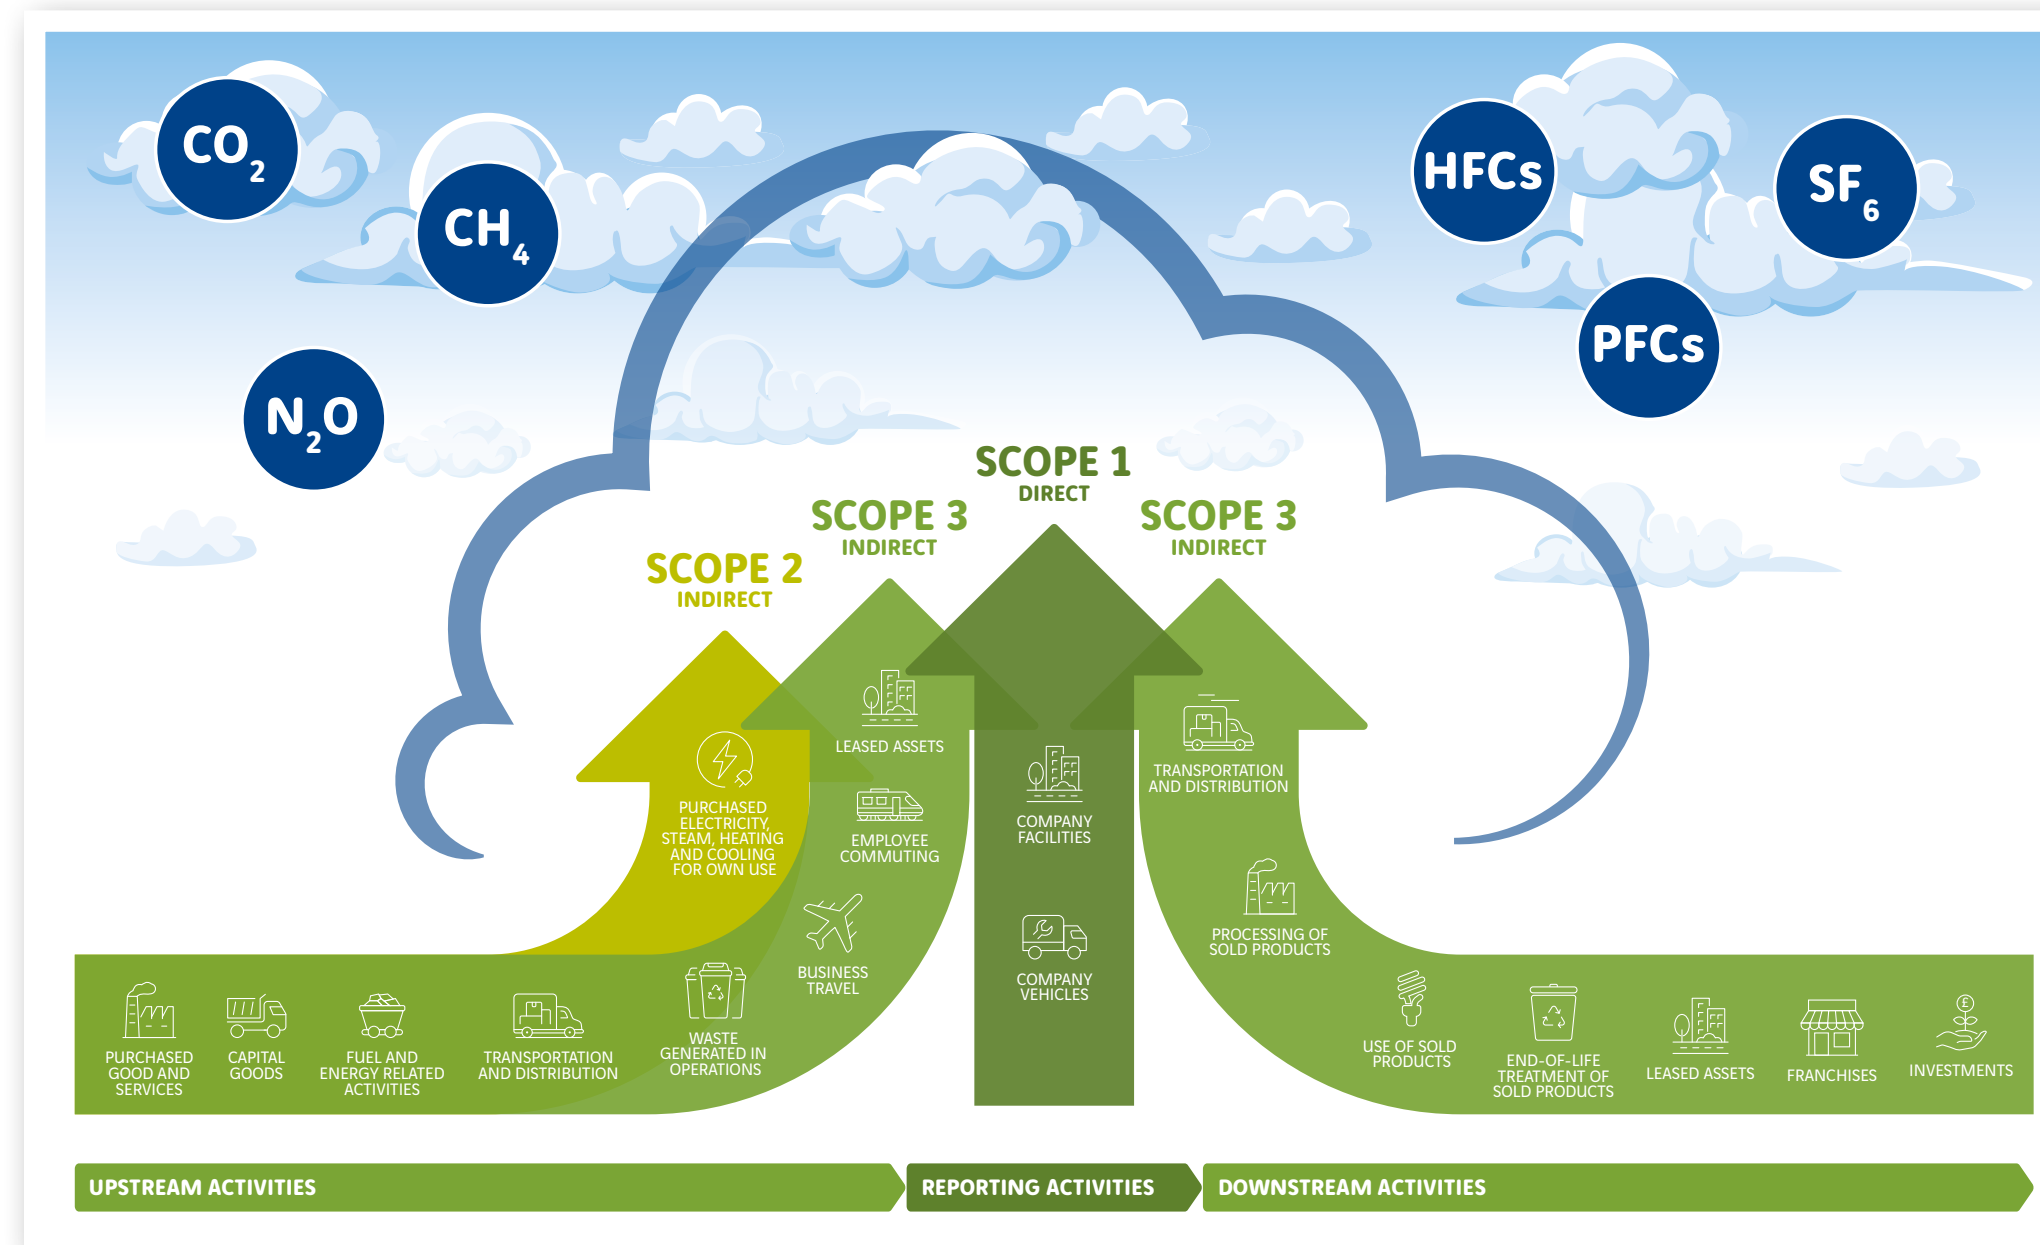 CO2
CH4
N2O
HFCs
SF6
PFCs
SCOPE 2
INDIRECT
SCOPE 3
INDIRECT
SCOPE 1
DIRECT
SCOPE 3
INDIRECT
PURCHASED
ELECTRICITY,
STEAM, HEATING
AND COOLING
FOR OWN USE
LEASED ASSETS
EMPLOYEE
COMMUTING
BUSINESS
TRAVEL
WASTE
GENERATED IN
OPERATIONS
TRANSPORTATION
AND DISTRIBUTION
FUEL AND
ENERGY RELATED
ACTIVITIES
CAPITAL
GOODS
PURCHASED
GOOD AND
SERVICES
COMPANY
FACILITIES
COMPANY
VEHICLES
TRANSPORTATION
AND DISTRIBUTION
PROCESSING OF
SOLD PRODUCTS
USE OF SOLD
PRODUCTS
END-OF-LIFE
TREATMENT OF
SOLD PRODUCTS
LEASED ASSETS
FRANCHISES
£
INVESTMENTS
UPSTREAM ACTIVITIES
REPORTING ACTIVITIES
DOWNSTREAM ACTIVITIES